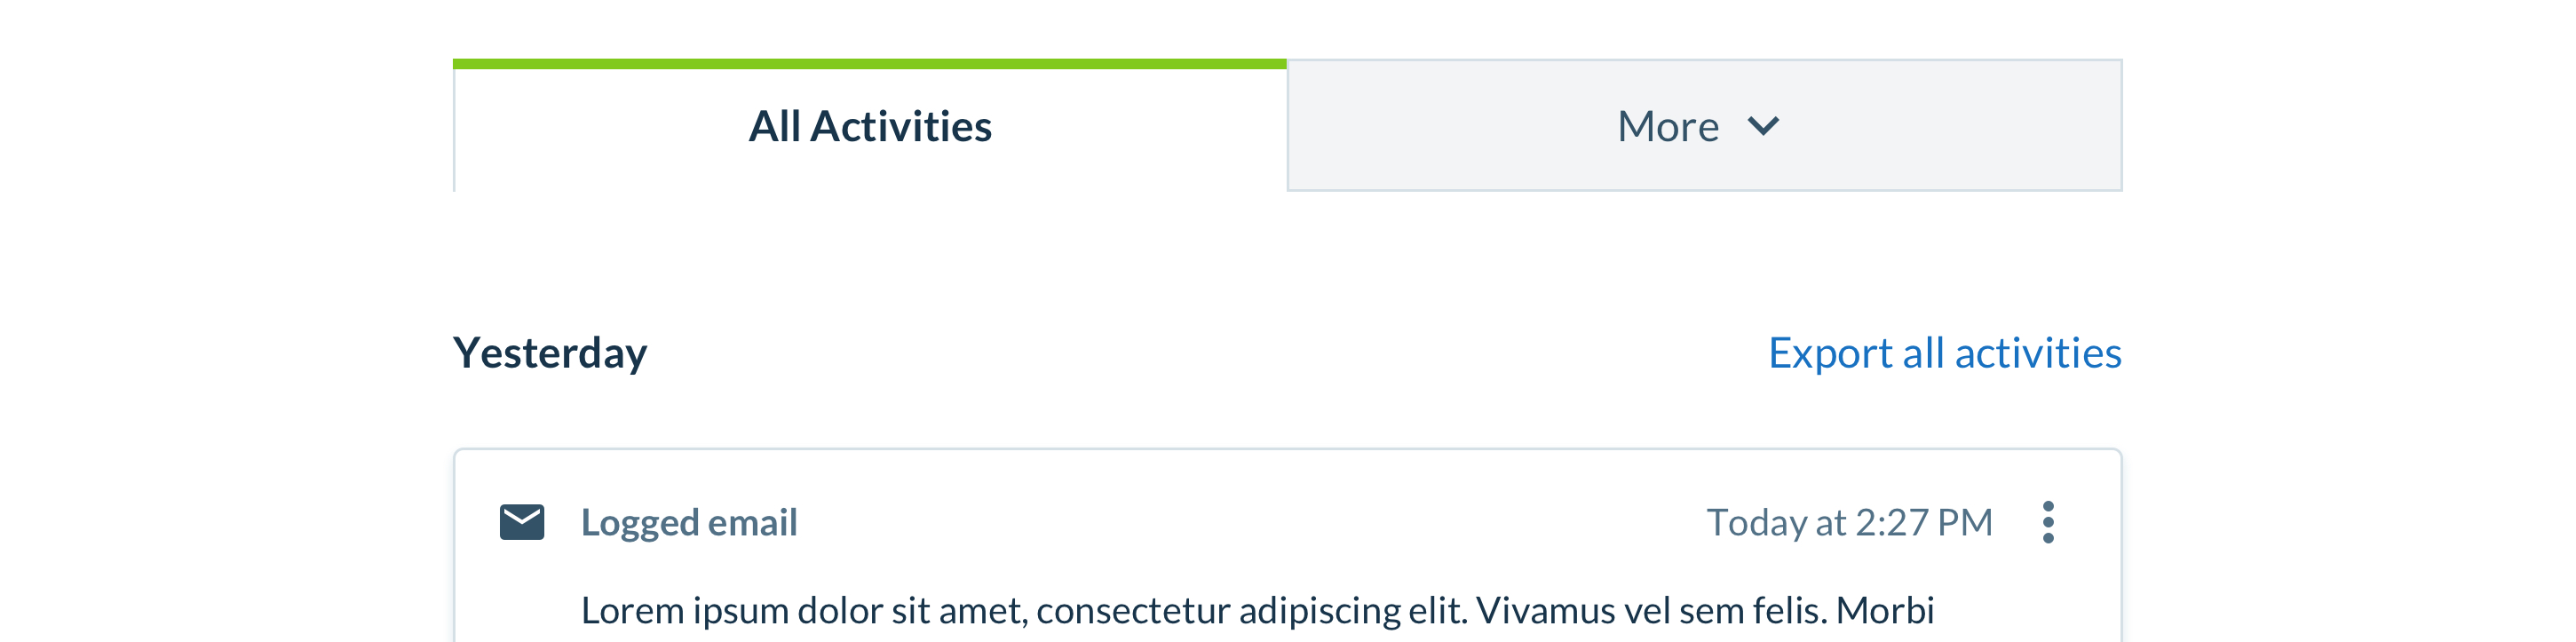 All Activities
More
Yesterday
Export all activities
Logged email
Today at 2:27 PM
Lorem ipsum dolor sit amet, consectetur adipiscing elit. Vivamus vel sem felis. Morbi